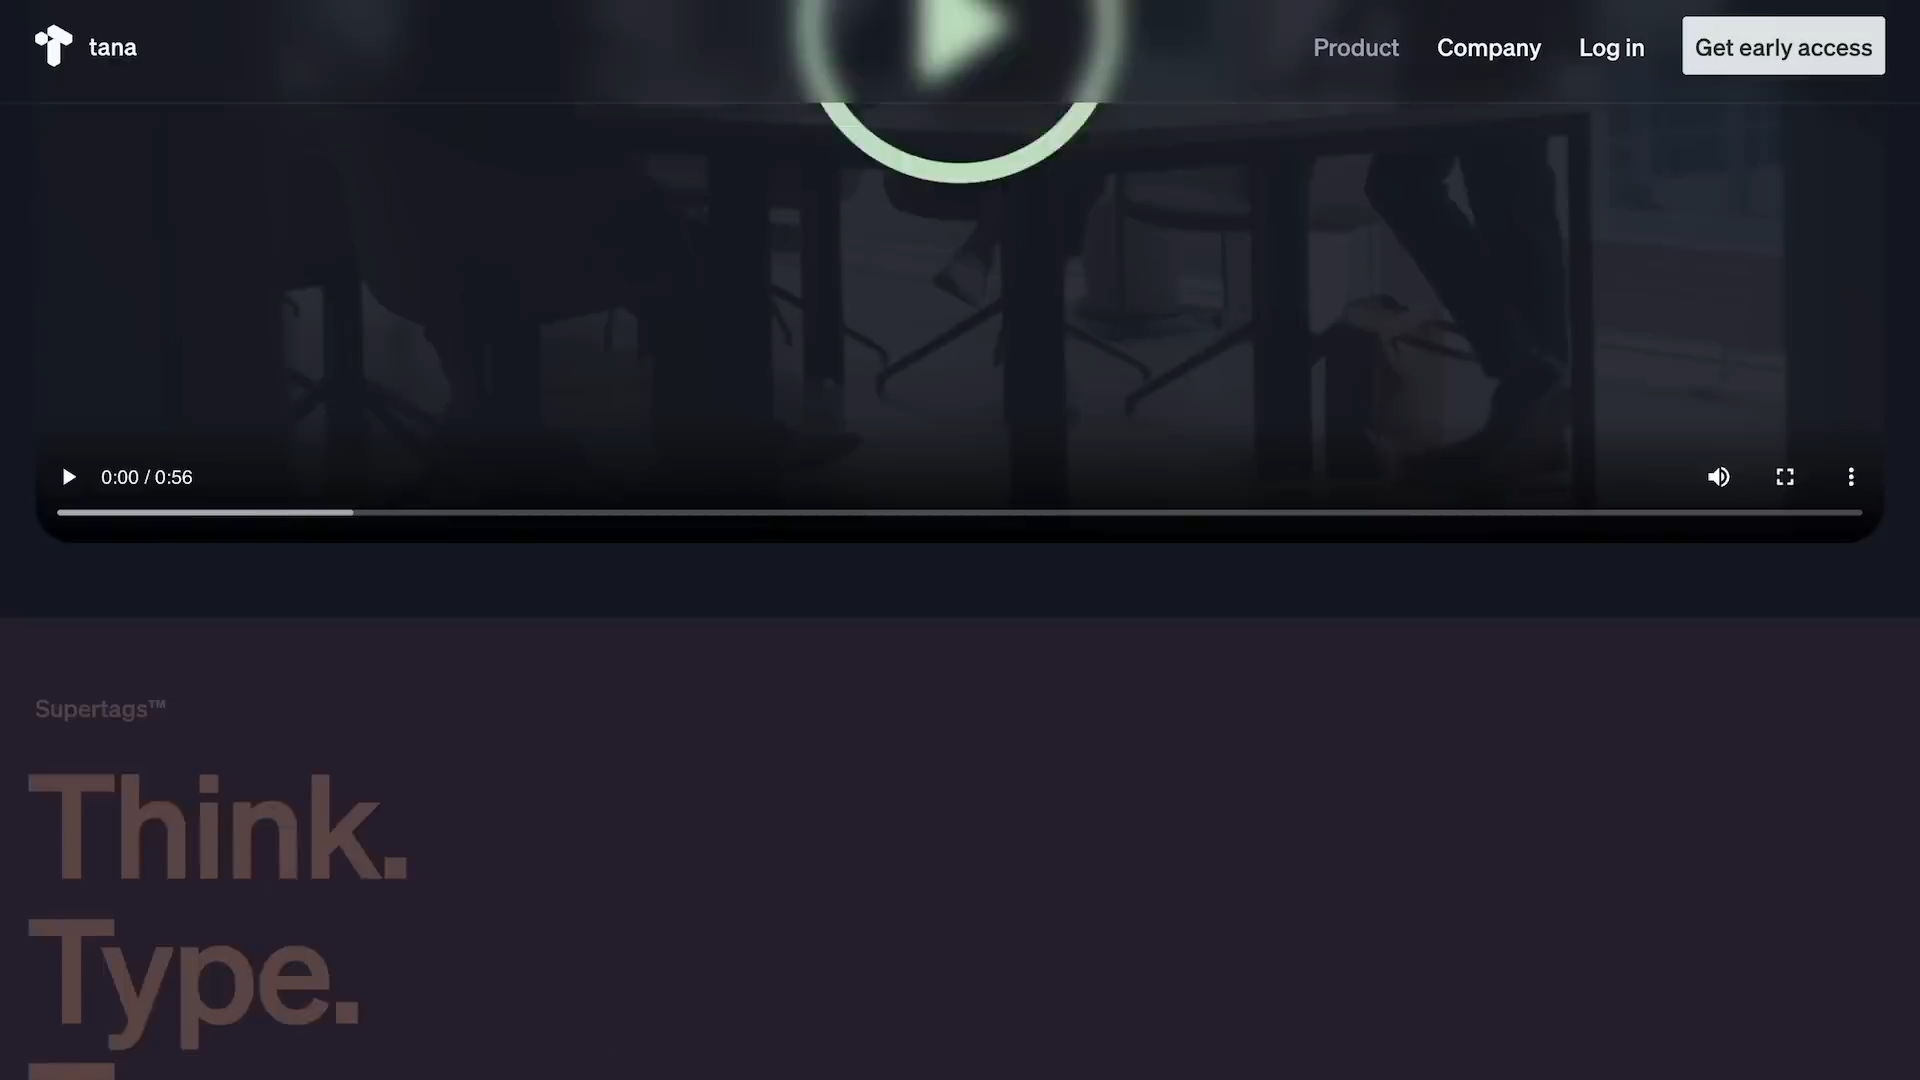 tana
Product
Company
Log in
Get early access
0:00 / 0:56
Supertags™
Think.
Type.